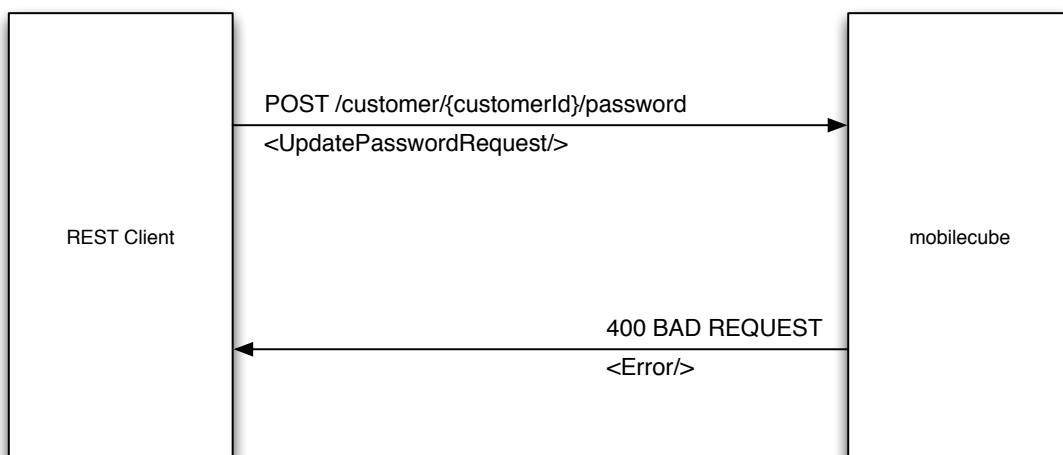 POST /customer/{customerId}/password
<UpdatePasswordRequest/>
REST Client
mobilecube
400 BAD REQUEST
<Error/>